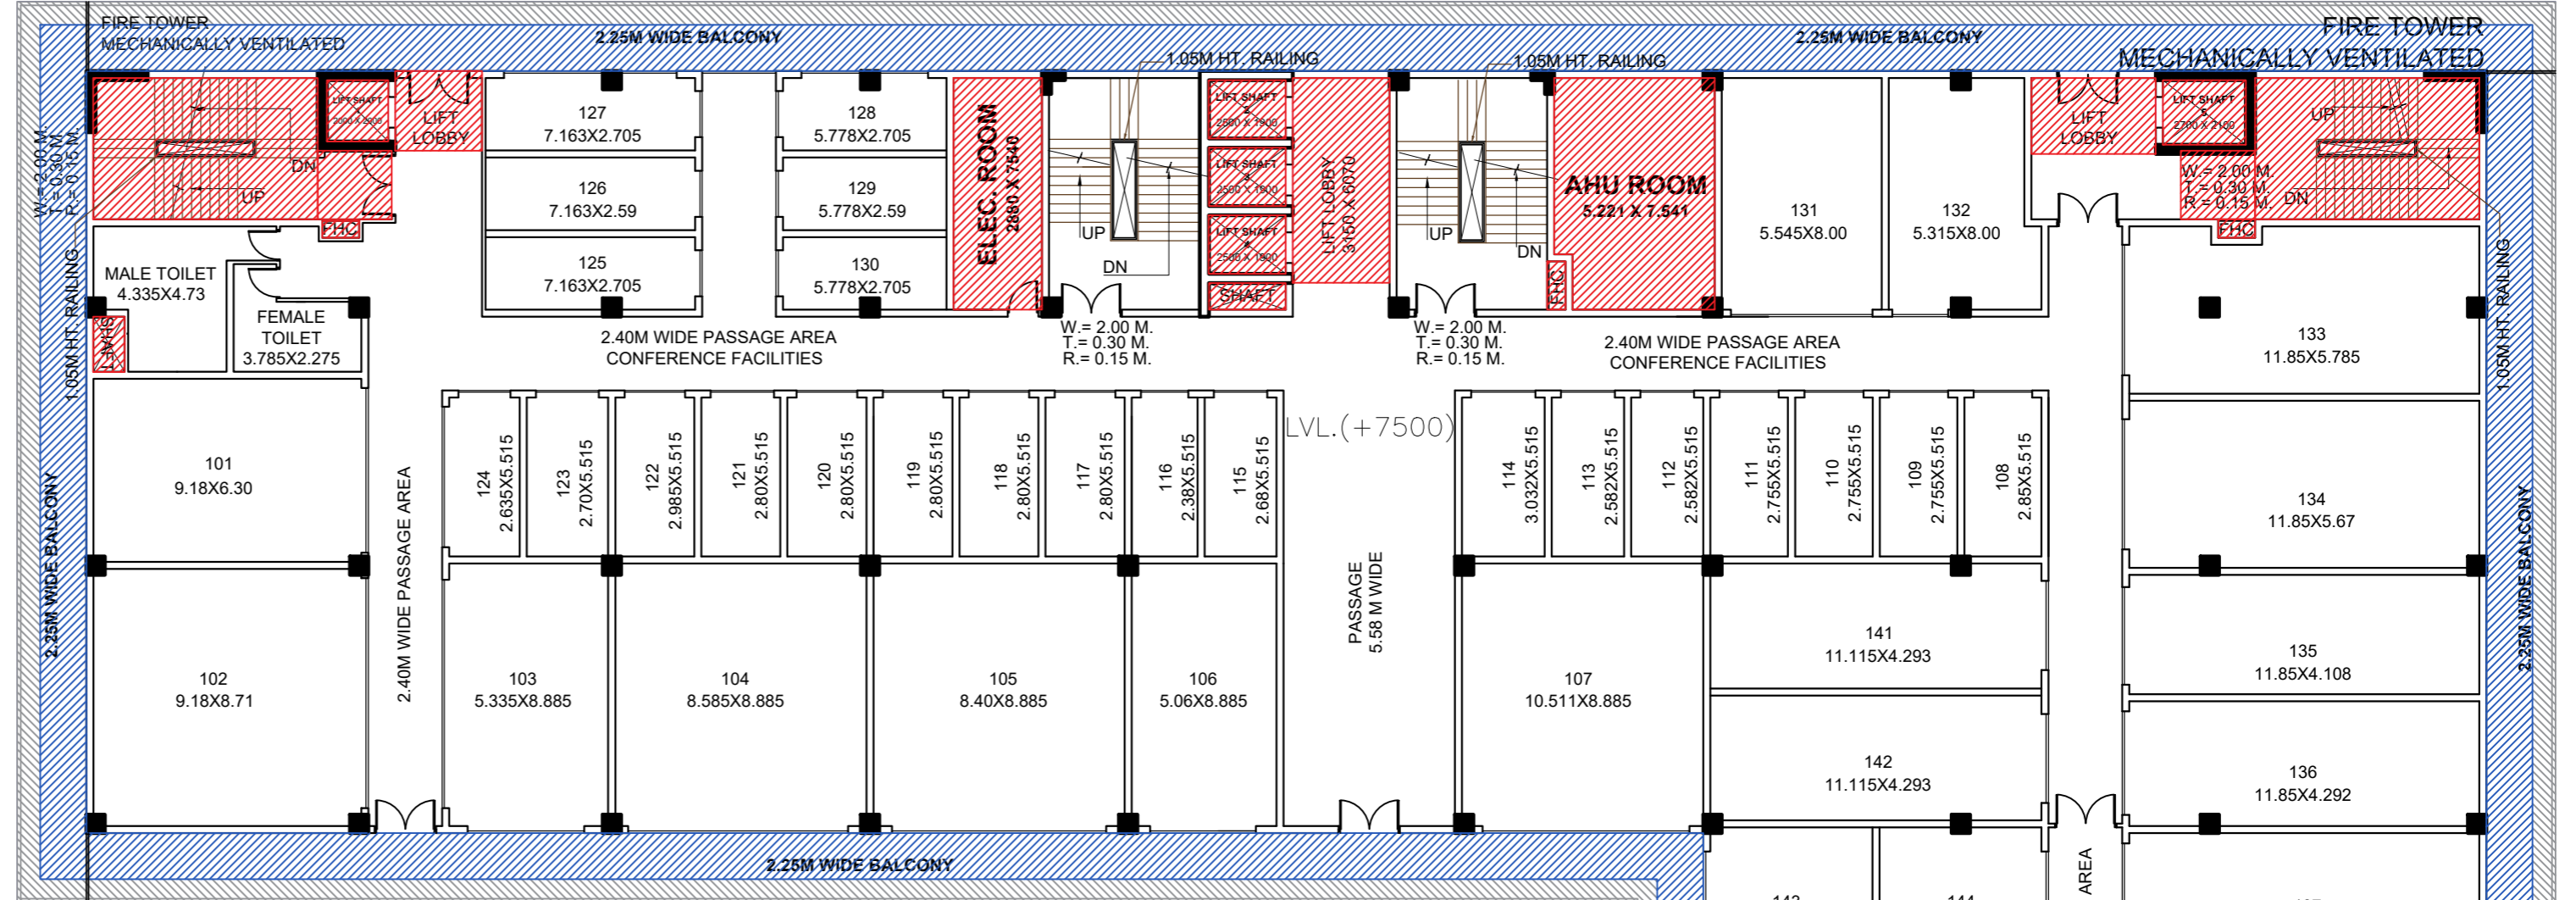 FIRE TOWER
MECHANICALLY VENTILATED
2.25M WIDE BALCONY
2.25M WIDE BALCONY
FIRE TOWER
MECHANICALLY VENTILATED
1.05M HT. RAILING
1.05M HT. RAILING
LIFT SHAFT
2000 X 2000
LIFT
LOBBY
DN
UP
FHC
W.= 2.00 M.
T.= 0.30 M.
R.= 0.15 M.
1.05M HT. RAILING
127
7.163X2.705
126
7.163X2.59
125
7.163X2.705
128
5.778X2.705
129
5.778X2.59
130
5.778X2.705
ELEC. ROOM
2880 X 7540
UP
DN
LIFT SHAFT
2500 X 1900
LIFT SHAFT
3
2500 X 1900
LIFT SHAFT
2500 X 1900
SHAFT
LIFT LOBBY
3150 X 6070
UP
DN
FHC
AHU ROOM
5.221 X 7.541
131
5.545X8.00
132
5.315X8.00
LIFT
LOBBY
LIFT SHAFT
5
2700 X 2100
UP
W.= 2.00 M.
T.= 0.30 M.
R.= 0.15 M.
DN
FHC
1.05M HT. RAILING
MALE TOILET
4.335X4.73
FEMALE
TOILET
3.785X2.275
SHAFT
2.40M WIDE PASSAGE AREA
CONFERENCE FACILITIES
W.= 2.00 M.
T.= 0.30 M.
R.= 0.15 M.
W.= 2.00 M.
T.= 0.30 M.
R.= 0.15 M.
2.40M WIDE PASSAGE AREA
CONFERENCE FACILITIES
133
11.85X5.785
101
9.18X6.30
2.25M WIDE BALCONY
2.40M WIDE PASSAGE AREA
124
2.635X5.515
123
2.70X5.515
122
2.985X5.515
121
2.80X5.515
120
2.80X5.515
119
2.80X5.515
118
2.80X5.515
117
2.80X5.515
116
2.38X5.515
115
2.68X5.515
LVL.(+7500)
114
3.032X5.515
113
2.582X5.515
112
2.582X5.515
111
2.755X5.515
110
2.755X5.515
109
2.755X5.515
108
2.85X5.515
134
11.85X5.67
2.25M WIDE BALCONY
102
9.18X8.71
103
5.335X8.885
104
8.585X8.885
105
8.40X8.885
106
5.06X8.885
PASSAGE
5.58 M WIDE
107
10.511X8.885
141
11.115X4.293
142
11.115X4.293
135
11.85X4.108
136
11.85X4.292
2.25M WIDE BALCONY
AREA